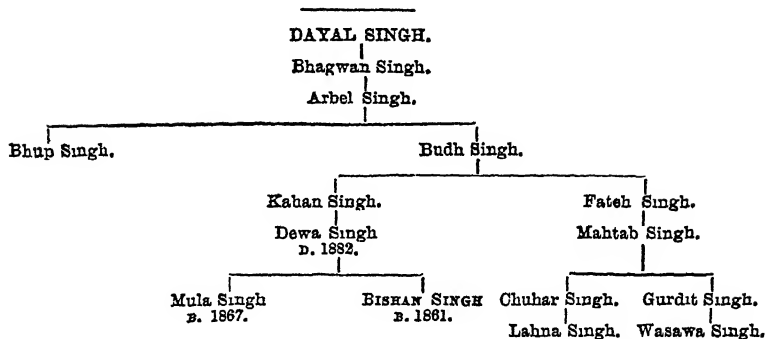 DAYAL SINGH.
Bhagwan Singh.
Arbel Singh.
Bhup Singh. Budh Singh.
Kahan Singh. Fateh Singh.
Dewa Singh Mahtab Singh.
D. 1882.
Mula Singh BISHAN SINGH Chuhar Singh. Gurdit Singh.
B. 1867. B. 1861. Lahna Singh. Wasawa Singh.